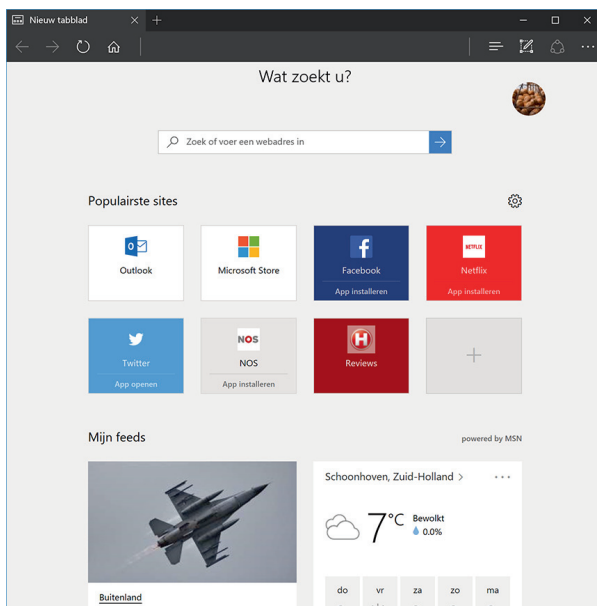 Nieuw tabblad
Wat zoekt u?
Zoek of voer een webadres in
Populairste sites
Outlook
Microsoft Store
Facebook
App installeren
NETFLIX
Netflix
App installeren
Twitter
App openen
NOS
NOS
App installeren
H
Reviews
Mijn feeds
powered by MSN
Schoonhoven, Zuid-Holland >
7°C
Bewolkt
0.0%
do vr za zo ma
Buitenland